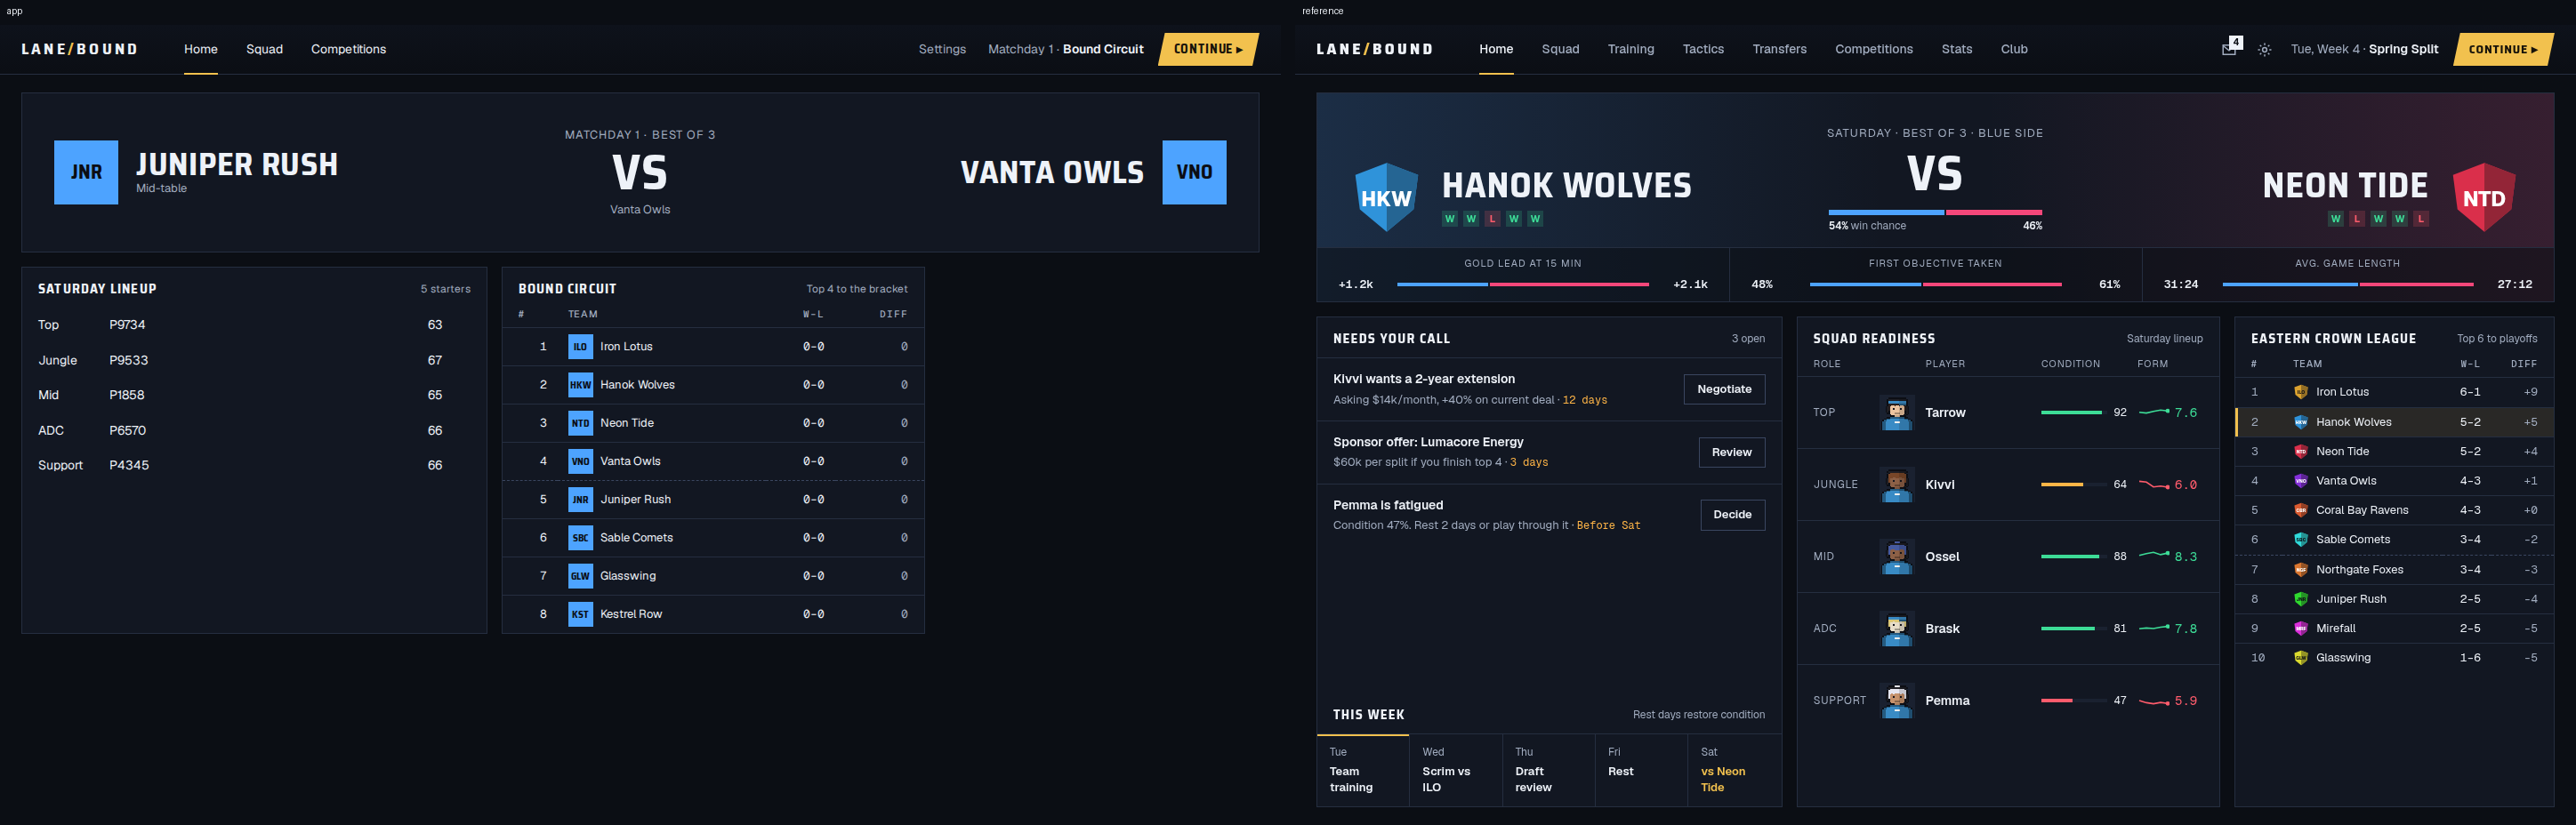 app
LANE/BOUND Home Squad Competitions Settings Matchday 1 · Bound Circuit CONTINUE ▸
MATCHDAY 1 · BEST OF 3
JNR JUNIPER RUSH VS VANTA OWLS VNO
Mid-table
Vanta Owls
SATURDAY LINEUP 5 starters
Top P9734 63
Jungle P9533 67
Mid P1858 65
ADC P6570 66
Support P4345 66
BOUND CIRCUIT Top 4 to the bracket
# TEAM W-L DIFF
1 ILO Iron Lotus 0-0 0
2 HKW Hanok Wolves 0-0 0
3 NTD Neon Tide 0-0 0
4 VNO Vanta Owls 0-0 0
5 JNR Juniper Rush 0-0 0
6 SBC Sable Comets 0-0 0
7 GLW Glasswing 0-0 0
8 KST Kestrel Row 0-0 0
reference
LANE/BOUND Home Squad Training Tactics Transfers Competitions Stats Club 4 Tue, Week 4 · Spring Split CONTINUE ▸
SATURDAY · BEST OF 3 · BLUE SIDE
HKW HANOK WOLVES VS NEON TIDE NTD
W W L W W
54% win chance 46%
W L W W L
GOLD LEAD AT 15 MIN
+1.2k +2.1k
FIRST OBJECTIVE TAKEN
48% 61%
AVG. GAME LENGTH
31:24 27:12
NEEDS YOUR CALL 3 open
Kivvi wants a 2-year extension
Asking $14k/month, +40% on current deal · 12 days
Negotiate
Sponsor offer: Lumacore Energy
$60k per split if you finish top 4 · 3 days
Review
Pemma is fatigued
Condition 47%. Rest 2 days or play through it · Before Sat
Decide
THIS WEEK Rest days restore condition
Tue
Team
training
Wed
Scrim vs
ILO
Thu
Draft
review
Fri
Rest
Sat
vs Neon
Tide
SQUAD READINESS Saturday lineup
ROLE PLAYER CONDITION FORM
TOP Tarrow 92 7.6
JUNGLE Kivvi 64 6.0
MID Ossel 88 8.3
ADC Brask 81 7.8
SUPPORT Pemma 47 5.9
EASTERN CROWN LEAGUE Top 6 to playoffs
# TEAM W-L DIFF
1 Iron Lotus 6-1 +9
2 Hanok Wolves 5-2 +5
3 Neon Tide 5-2 +4
4 Vanta Owls 4-3 +1
5 Coral Bay Ravens 4-3 +0
6 Sable Comets 3-4 -2
7 Northgate Foxes 3-4 -3
8 Juniper Rush 2-5 -4
9 Mirefall 2-5 -5
10 Glasswing 1-6 -5